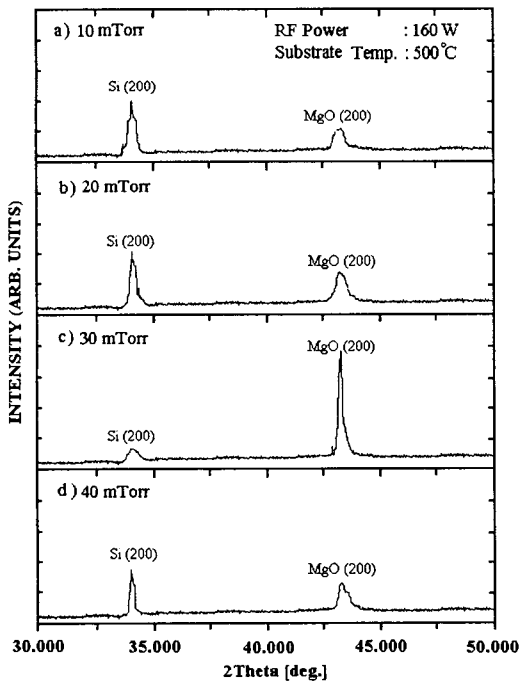 a) 10 mTorr
RF Power : 160 W
Substrate Temp. : 500°C
Si (200)
MgO (200)
b) 20 mTorr
Si (200)
MgO (200)
c) 30 mTorr
MgO (200)
Si (200)
d) 40 mTorr
Si (200)
MgO (200)
30.000 35.000 40.000 45.000 50.000
2Theta [deg.]
INTENSITY (ARB. UNITS)